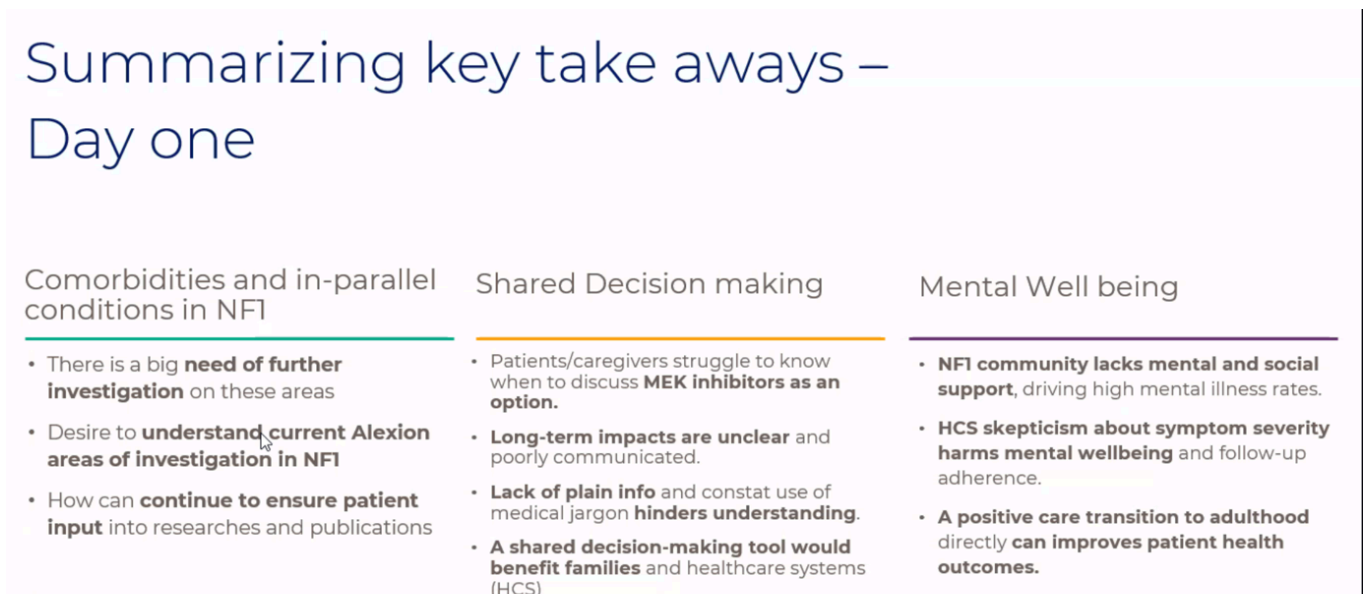 Summarizing key take aways –
Day one
Comorbidities and in-parallel
conditions in NF1
• There is a big need of further
investigation on these areas
• Desire to understand current Alexion
areas of investigation in NF1
• How can continue to ensure patient
input into researches and publications
Shared Decision making
• Patients/caregivers struggle to know
when to discuss MEK inhibitors as an
option.
• Long-term impacts are unclear and
poorly communicated.
• Lack of plain info and constat use of
medical jargon hinders understanding.
• A shared decision-making tool would
benefit families and healthcare systems
(HCS)
Mental Well being
• NF1 community lacks mental and social
support, driving high mental illness rates.
• HCS skepticism about symptom severity
harms mental wellbeing and follow-up
adherence.
• A positive care transition to adulthood
directly can improves patient health
outcomes.